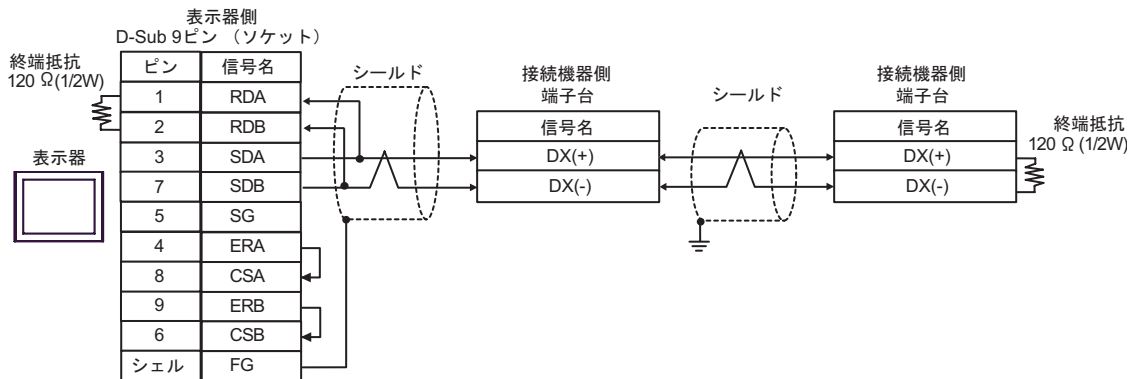 表示器側
D-Sub 9ピン （ソケット）
終端抵抗
120 Ω(1/2W)
ピン 信号名
1 RDA
2 RDB
3 SDA
7 SDB
5 SG
4 ERA
8 CSA
9 ERB
6 CSB
シェル FG
表示器
シールド
接続機器側
端子台
信号名
DX(+)
DX(-)
シールド
接続機器側
端子台
信号名
DX(+)
DX(-)
終端抵抗
120 Ω (1/2W)